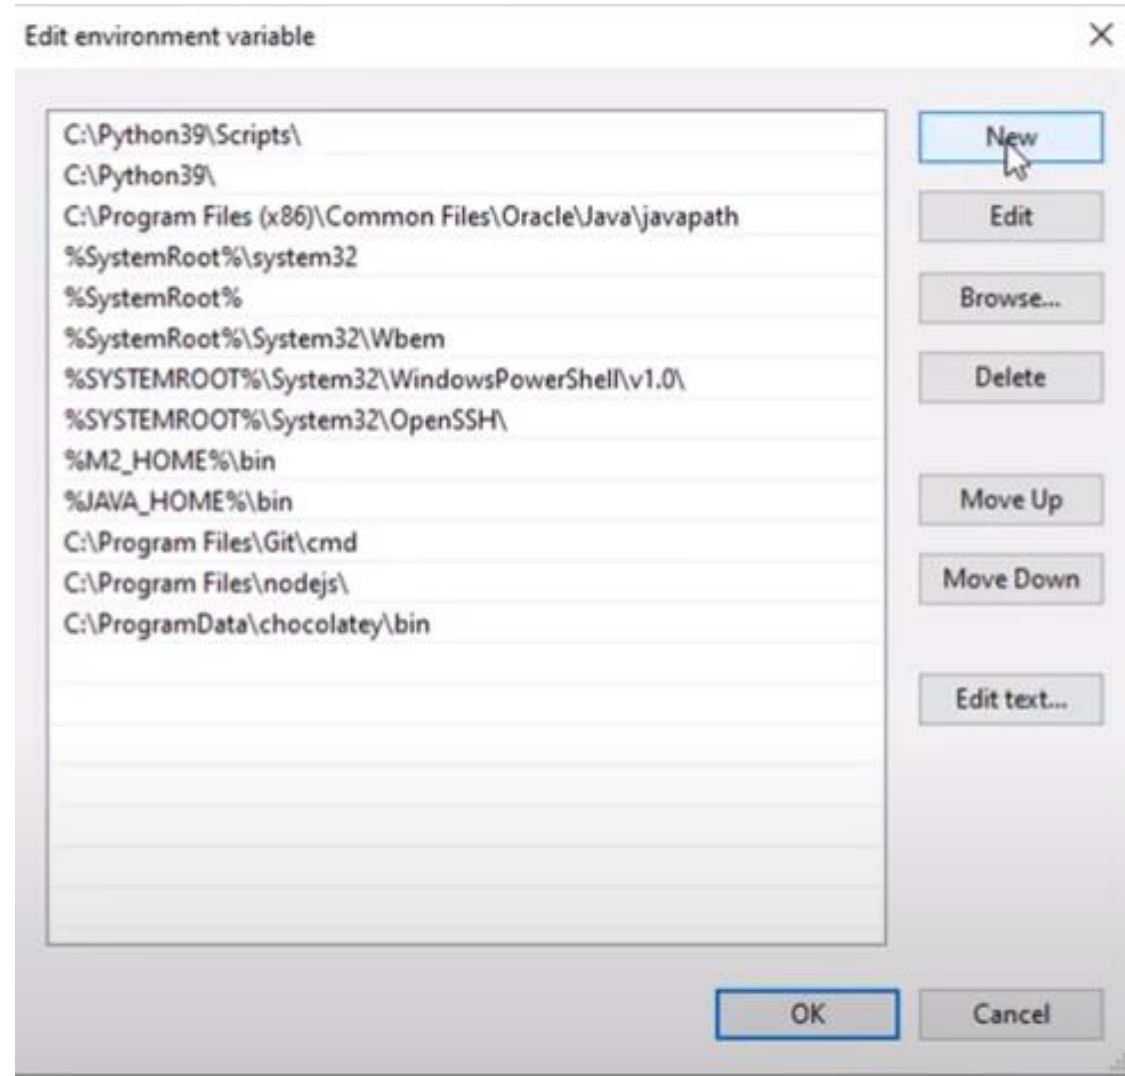 Edit environment variable
C:\Python39\Scripts\
New
C:\Python39\
C:\Program Files (x86)\Common Files\Oracle\Java\javapath
Edit
%SystemRoot%\system32
%SystemRoot%
Browse...
%SystemRoot%\System32\Wbem
%SYSTEMROOT%\System32\WindowsPowerShell\v1.0\
Delete
%SYSTEMROOT%\System32\OpenSSH\
%M2_HOME%\bin
%JAVA_HOME%\bin
Move Up
C:\Program Files\Git\cmd
C:\Program Files\nodejs\
Move Down
C:\ProgramData\chocolatey\bin
Edit text...
OK
Cancel